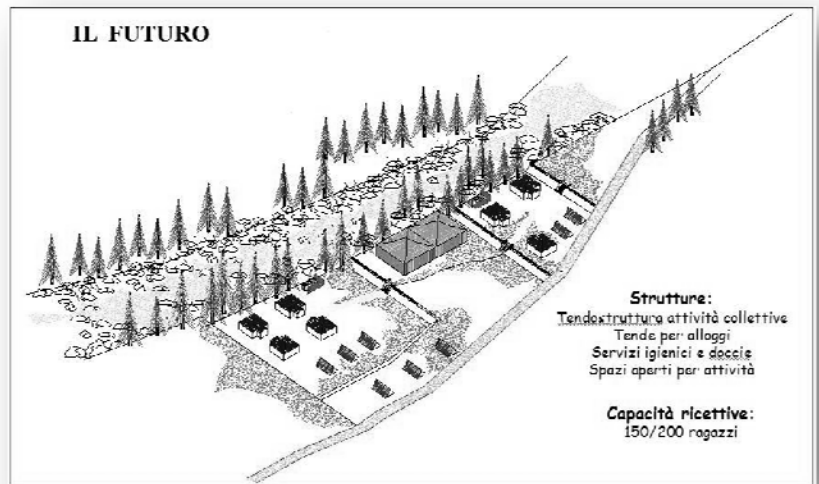 IL FUTURO
Strutture:
Tendostruttura attività collettive
Tende per alloggi
Servizi igienici e doccie
Spazi aperti per attività
Capacità ricettive:
150/200 ragazzi